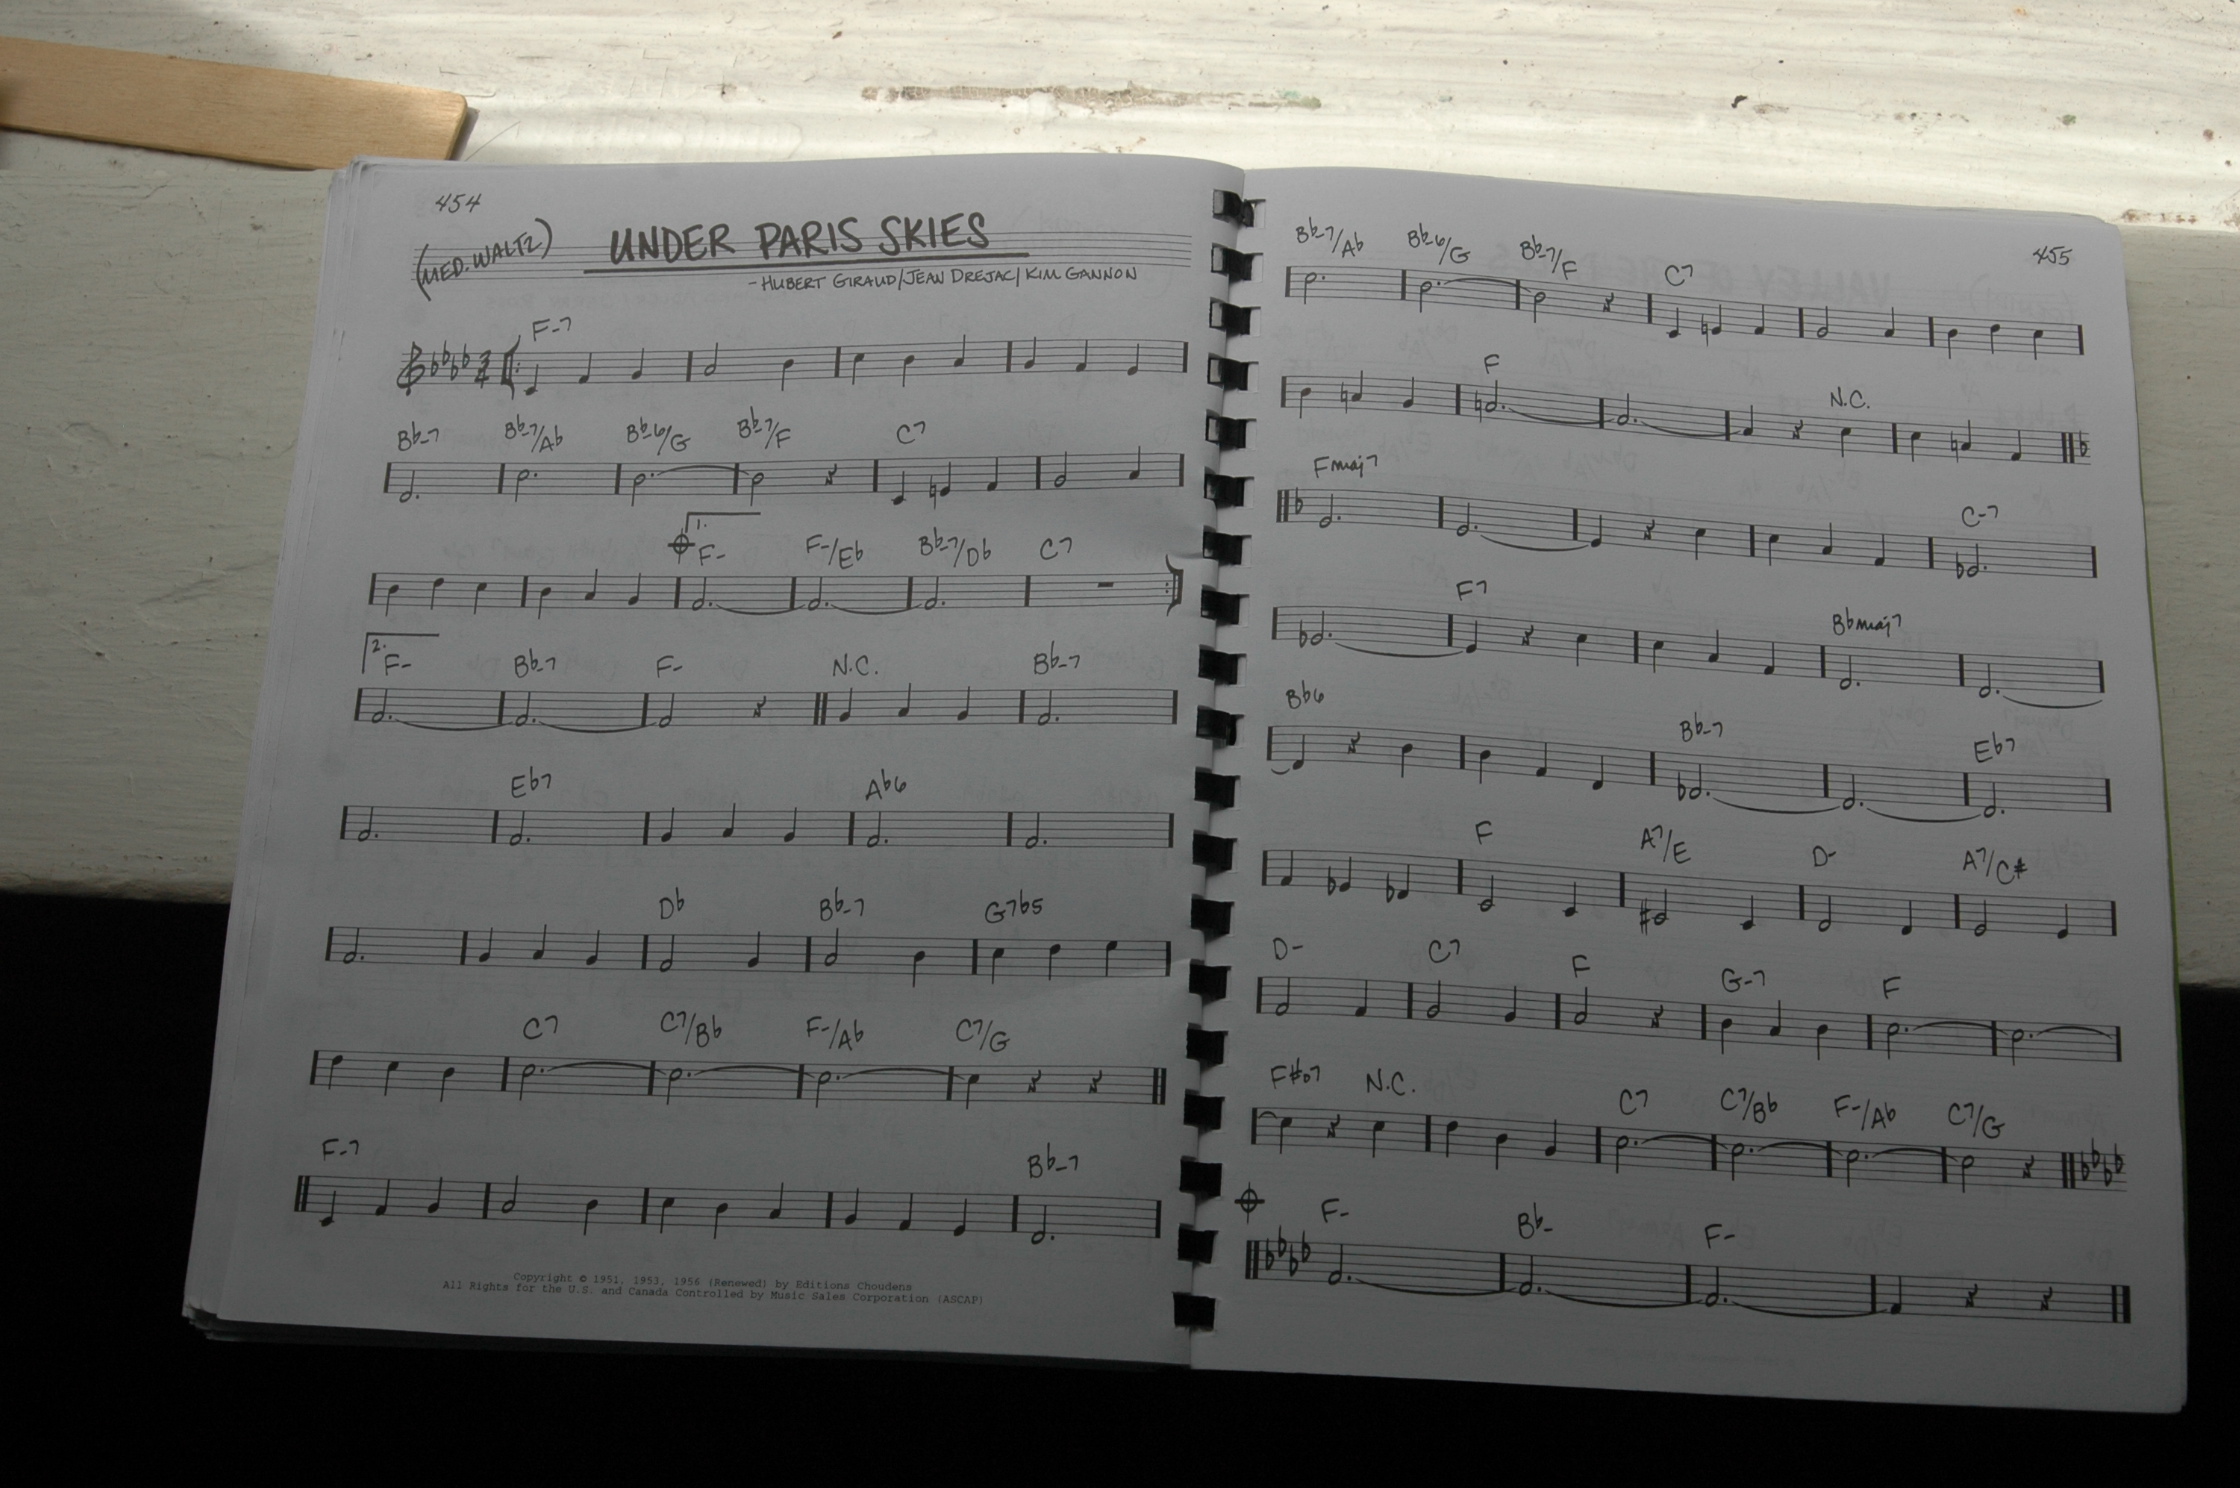 454
(MED. WALTZ) UNDER PARIS SKIES
- HUBERT GIRAUD/JEAN DREJAC/KIM GANNON
F-7
Bb-7 Bb-7/Ab Bb-6/G Bb-7/F C7
1. F- F-/Eb Bb-7/Db C7
2. F- Bb-7 F- N.C. Bb-7
Eb7 Ab6
Db Bb-7 G7b5
C7 C7/Bb F-/Ab C7/G
F-7 Bb-7
Copyright © 1951, 1953, 1956 (Renewed) by Editions Choudens
All Rights for the U.S. and Canada Controlled by Music Sales Corporation (ASCAP)
455
Bb-7/Ab Bb-6/G Bb-7/F C7
F N.C.
Fmaj7 C-7
F7 Bbmaj7
Bb6 Bb-7 Eb7
F A7/E D- A7/C#
D- C7 F G-7 F
F#o7 N.C. C7 C7/Bb F-/Ab C7/G
F- Bb- F-